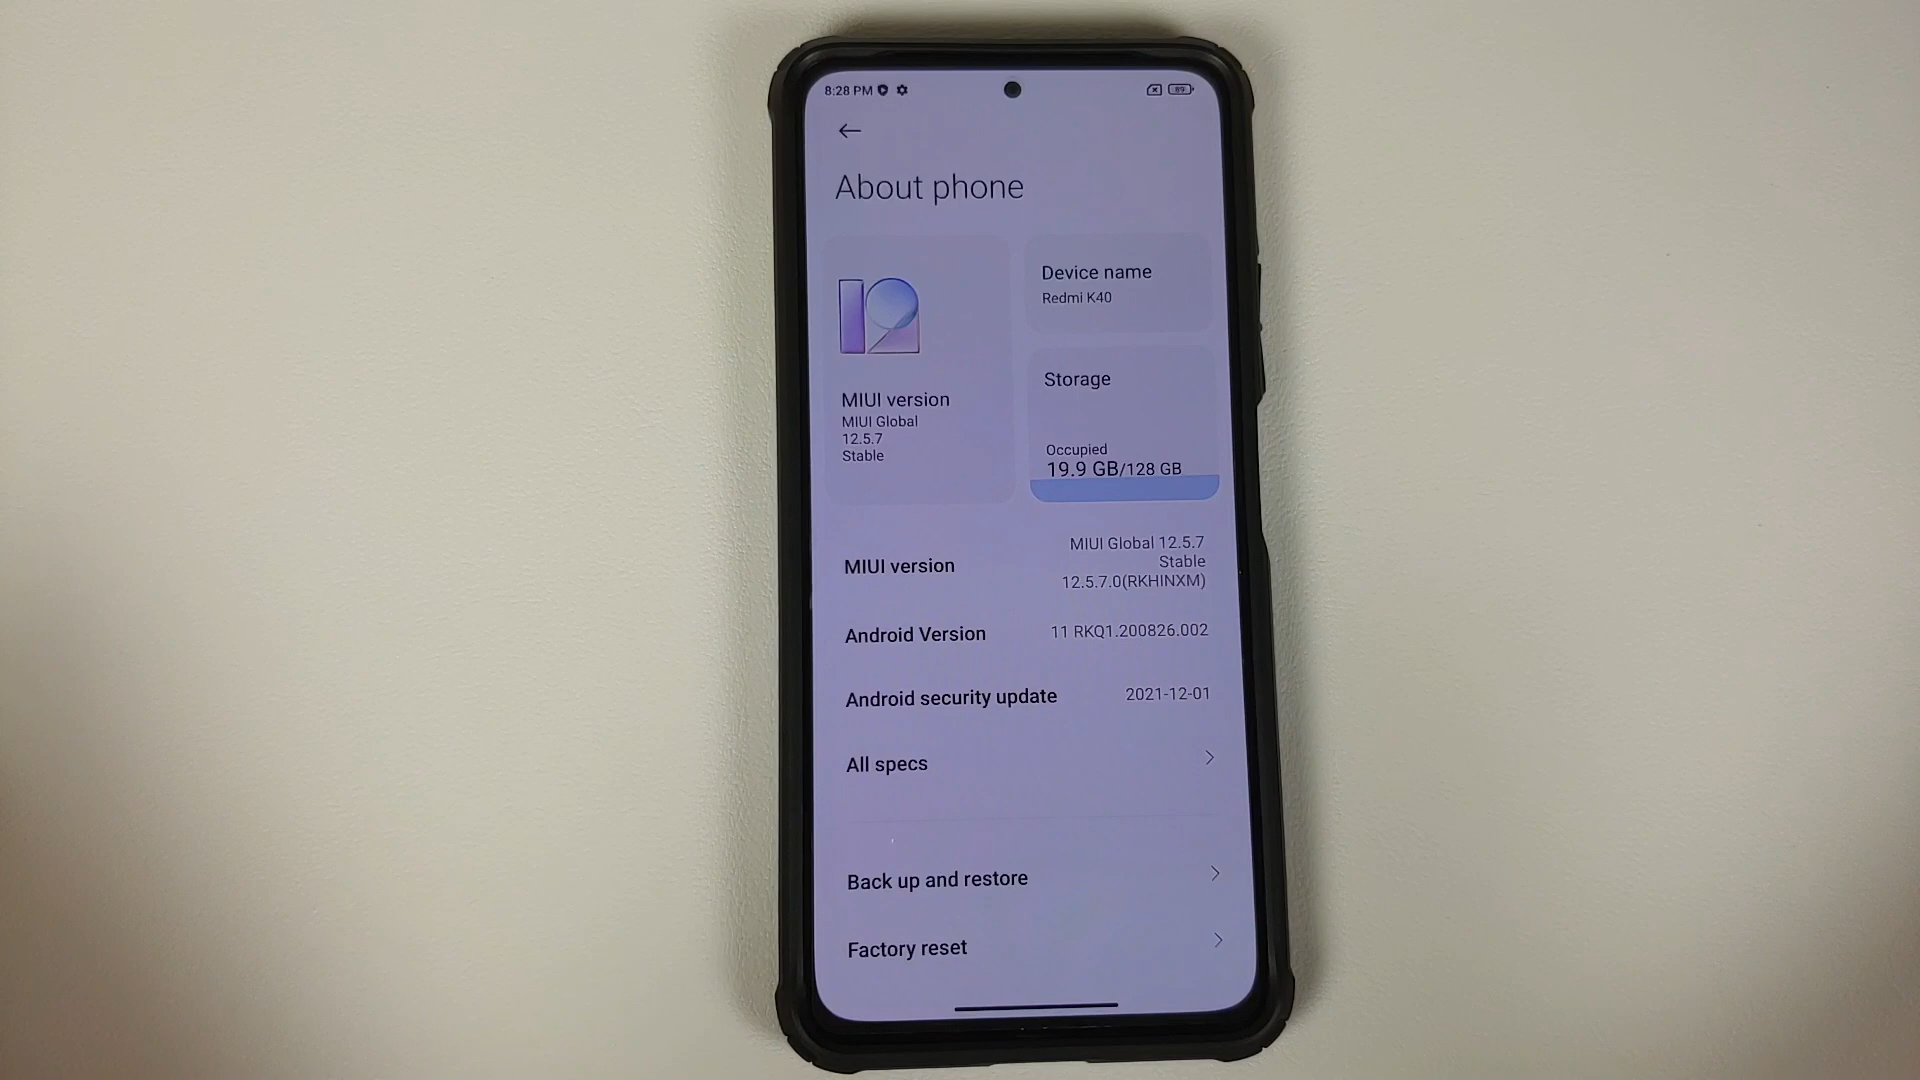 8:28 PM
89
About phone
12
MIUI version
MIUI Global
12.5.7
Stable
Device name
Redmi K40
Storage
Occupied
19.9 GB/128 GB
MIUI version
MIUI Global 12.5.7
Stable
12.5.7.0(RKHINXM)
Android Version
11 RKQ1.200826.002
Android security update
2021-12-01
All specs
Back up and restore
Factory reset